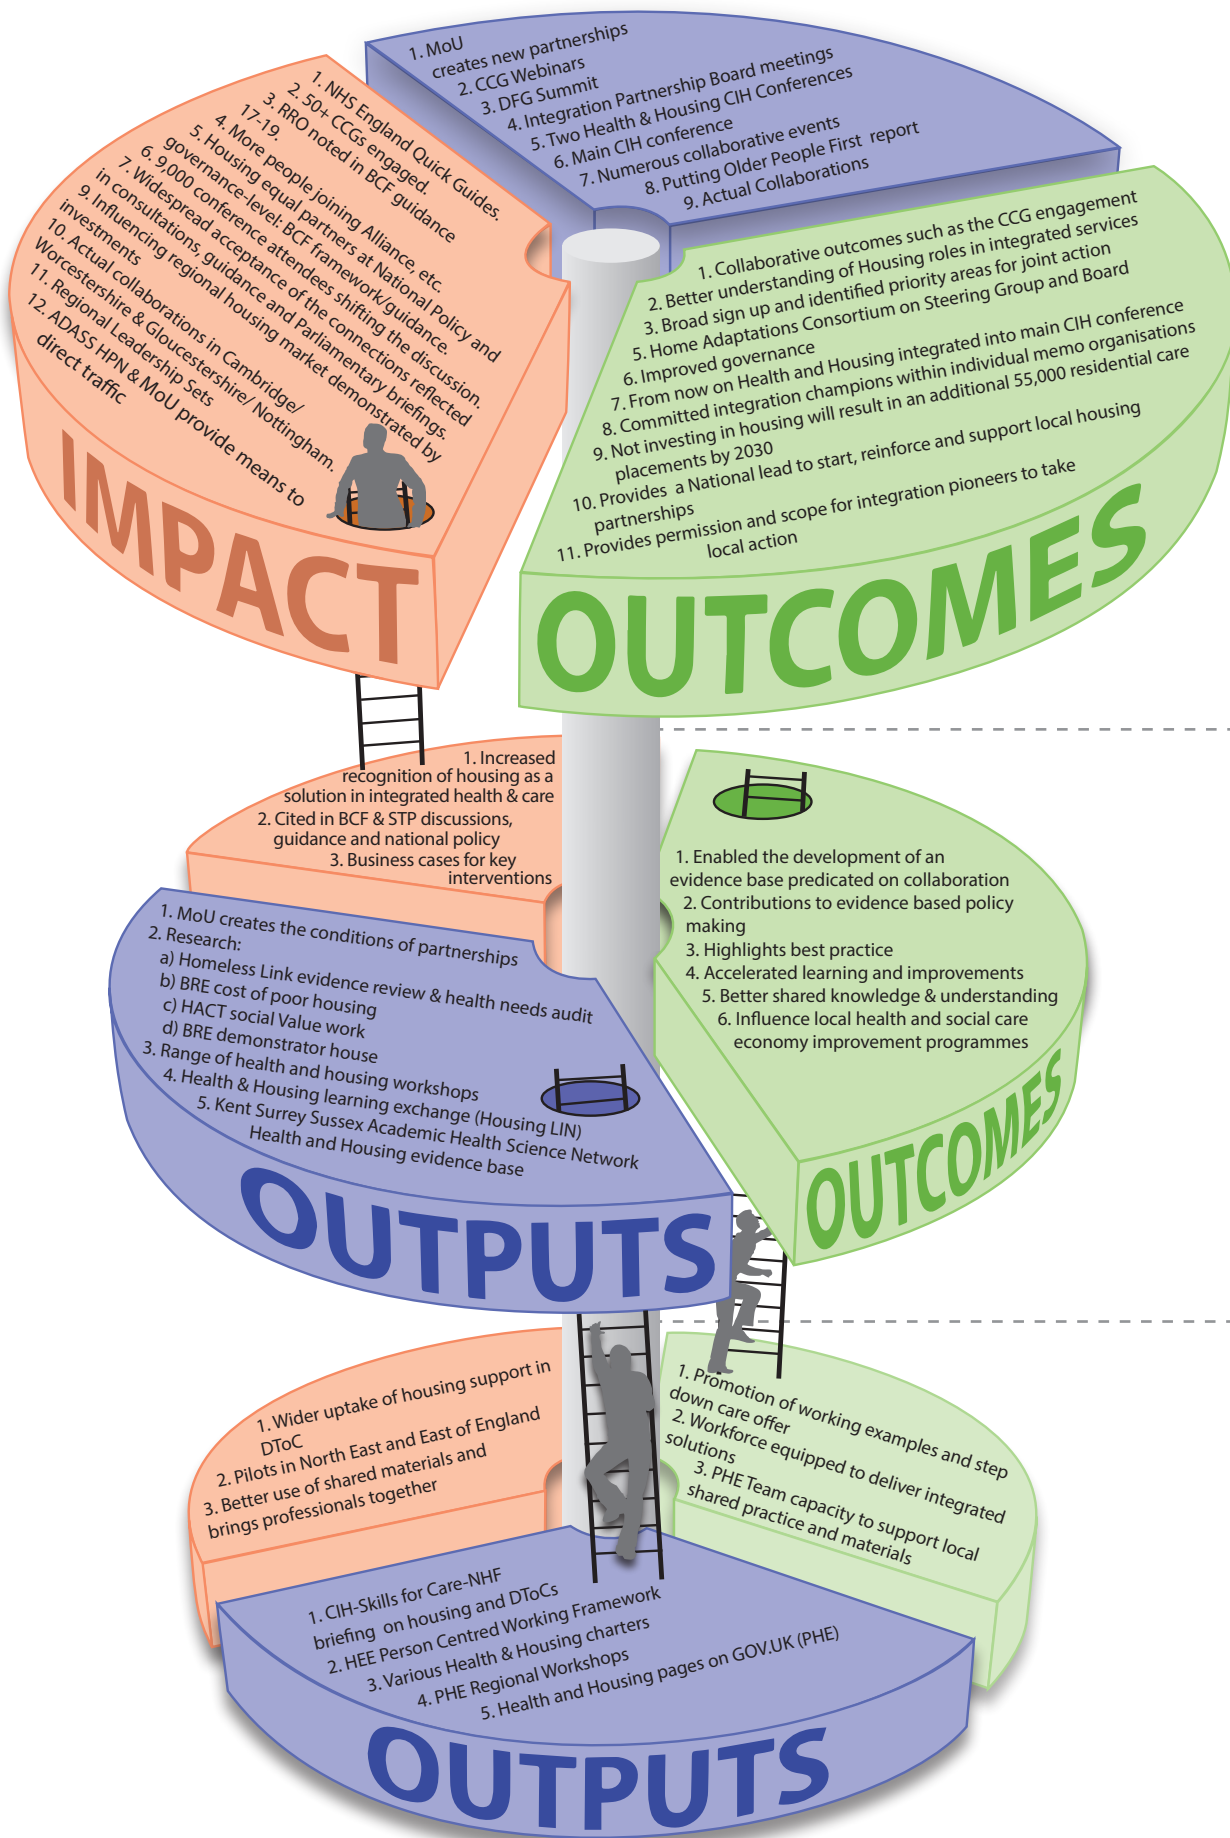 1. MoU
creates new partnerships
2. CCG Webinars
3. DFG Summit
4. Integration Partnership Board meetings
5. Two Health & Housing CIH Conferences
6. Main CIH conference
7. Numerous collaborative events
8. Putting Older People First report
9. Actual Collaborations
1. NHS England Quick Guides.
2. 50+ CCGs engaged.
3. RRO noted in BCF guidance
17-19.
4. More people joining Alliance, etc.
5. Housing equal partners at National Policy and
governance-level: BCF framework/guidance.
6. 9,000 conference attendees shifting the discussion.
7. Widespread acceptance of the connections reflected
in consultations, guidance and Parliamentary briefings.
9. Influencing regional housing market demonstrated by
investments
10. Actual collaborations in Cambridge/
Worcestershire & Gloucestershire/ Nottingham.
11. Regional Leadership Sets
12. ADASS HPN & MoU provide means to
direct traffic
IMPACT
1. Collaborative outcomes such as the CCG engagement
2. Better understanding of Housing roles in integrated services
3. Broad sign up and identified priority areas for joint action
5. Home Adaptations Consortium on Steering Group and Board
6. Improved governance
7. From now on Health and Housing integrated into main CIH conference
8. Committed integration champions within individual memo organisations
9. Not investing in housing will result in an additional 55,000 residential care
placements by 2030
10. Provides a National lead to start, reinforce and support local housing
partnerships
11. Provides permission and scope for integration pioneers to take
local action
OUTCOMES
1. Increased
recognition of housing as a
solution in integrated health & care
2. Cited in BCF & STP discussions,
guidance and national policy
3. Business cases for key
interventions
1. Enabled the development of an
evidence base predicated on collaboration
2. Contributions to evidence based policy
making
3. Highlights best practice
4. Accelerated learning and improvements
5. Better shared knowledge & understanding
6. Influence local health and social care
economy improvement programmes
OUTCOMES
1. MoU creates the conditions of partnerships
2. Research:
a) Homeless Link evidence review & health needs audit
b) BRE cost of poor housing
c) HACT social Value work
d) BRE demonstrator house
3. Range of health and housing workshops
4. Health & Housing learning exchange (Housing LIN)
5. Kent Surrey Sussex Academic Health Science Network
Health and Housing evidence base
OUTPUTS
1. Wider uptake of housing support in
DToC
2. Pilots in North East and East of England
3. Better use of shared materials and
brings professionals together
1. Promotion of working examples and step
down care offer
2. Workforce equipped to deliver integrated
solutions
3. PHE Team capacity to support local
shared practice and materials
1. CIH-Skills for Care-NHF
briefing on housing and DToCs
2. HEE Person Centred Working Framework
3. Various Health & Housing charters
4. PHE Regional Workshops
5. Health and Housing pages on GOV.UK (PHE)
OUTPUTS